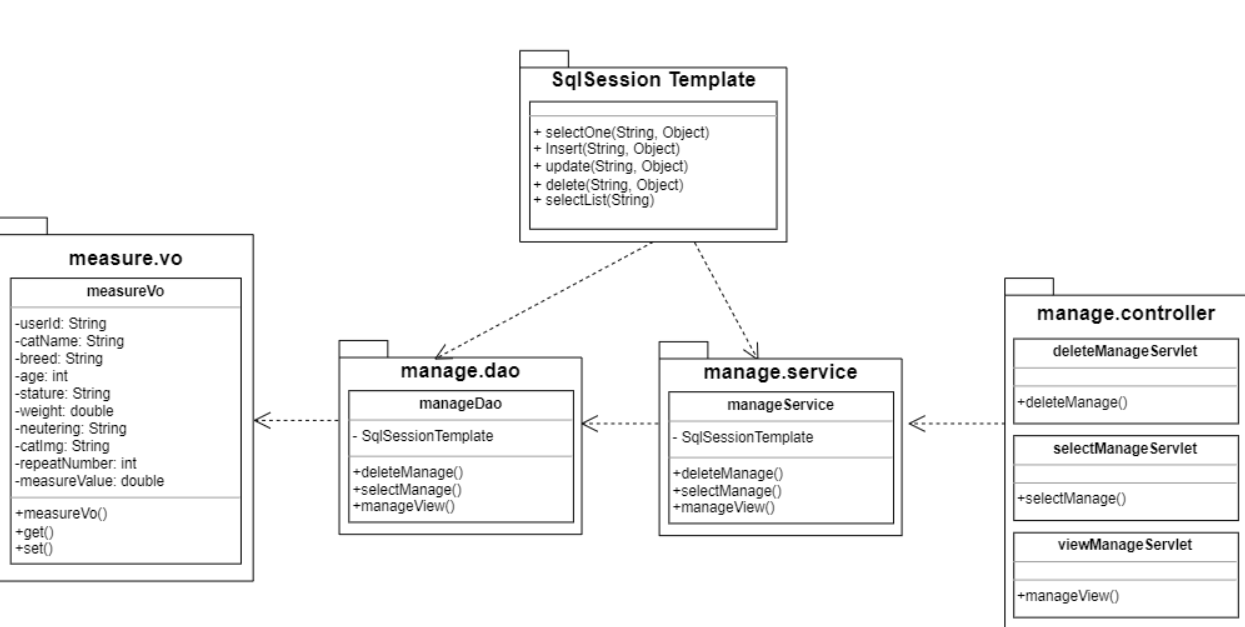 SqlSession Template
+ selectOne(String, Object)
+ Insert(String, Object)
+ update(String, Object)
+ delete(String, Object)
+ selectList(String)
measure.vo
measureVo
-userId: String
-catName: String
-breed: String
-age: int
-stature: String
-weight: double
-neutering: String
-catImg: String
-repeatNumber: int
-measureValue: double
+measureVo()
+get()
+set()
manage.dao
manageDao
- SqlSessionTemplate
+deleteManage()
+selectManage()
+manageView()
manage.service
manageService
- SqlSessionTemplate
+deleteManage()
+selectManage()
+manageView()
manage.controller
deleteManageServlet
+deleteManage()
selectManageServlet
+selectManage()
viewManageServlet
+manageView()